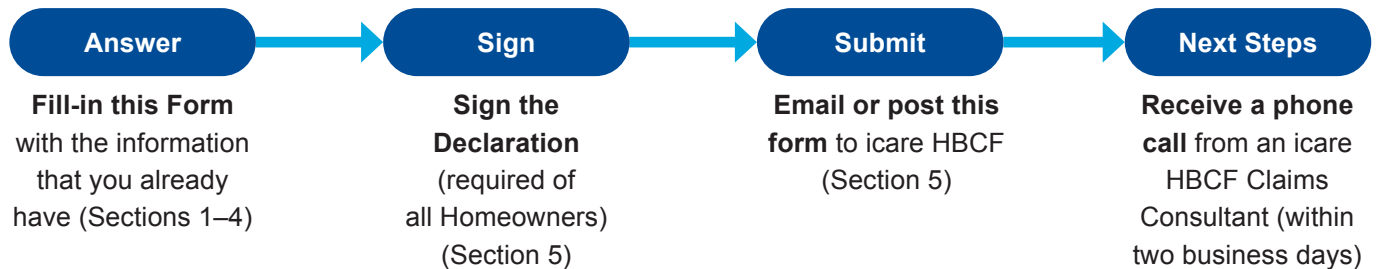 Answer
Fill-in this Form
with the information
that you already
have (Sections 1–4)
Sign
Sign the
Declaration
(required of
all Homeowners)
(Section 5)
Submit
Email or post this
form to icare HBCF
(Section 5)
Next Steps
Receive a phone
call from an icare
HBCF Claims
Consultant (within
two business days)